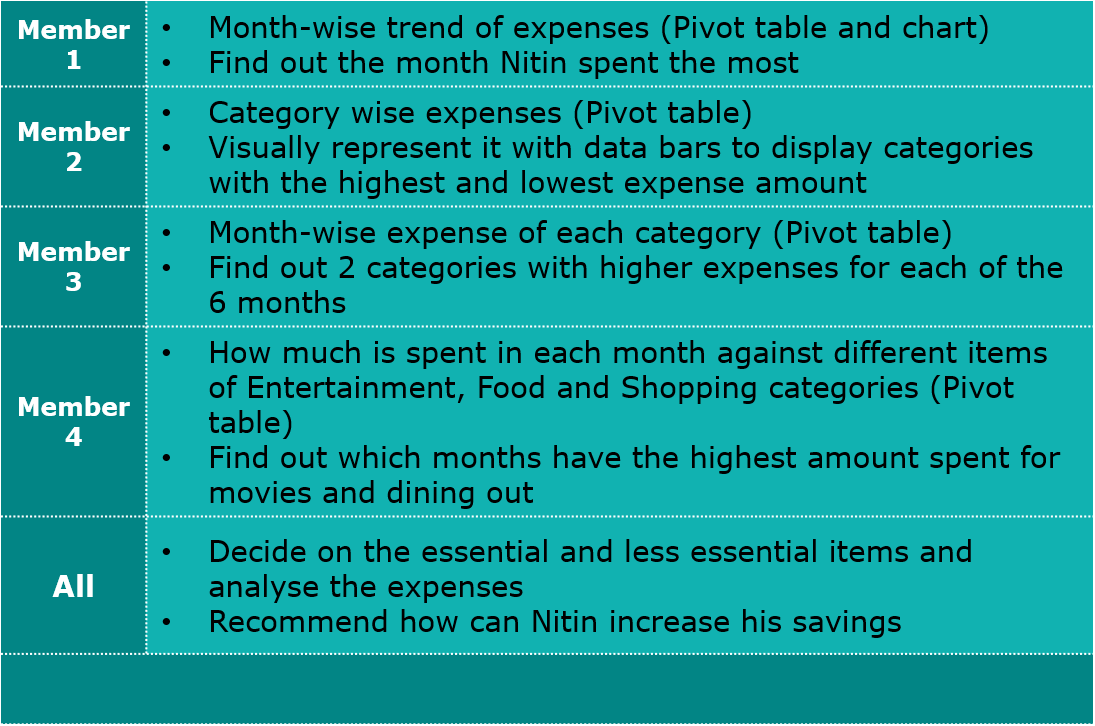 Member
1
• Month-wise trend of expenses (Pivot table and chart)
• Find out the month Nitin spent the most
Member
2
• Category wise expenses (Pivot table)
• Visually represent it with data bars to display categories
with the highest and lowest expense amount
Member
3
• Month-wise expense of each category (Pivot table)
• Find out 2 categories with higher expenses for each of the
6 months
Member
4
• How much is spent in each month against different items
of Entertainment, Food and Shopping categories (Pivot
table)
• Find out which months have the highest amount spent for
movies and dining out
All
• Decide on the essential and less essential items and
analyse the expenses
• Recommend how can Nitin increase his savings